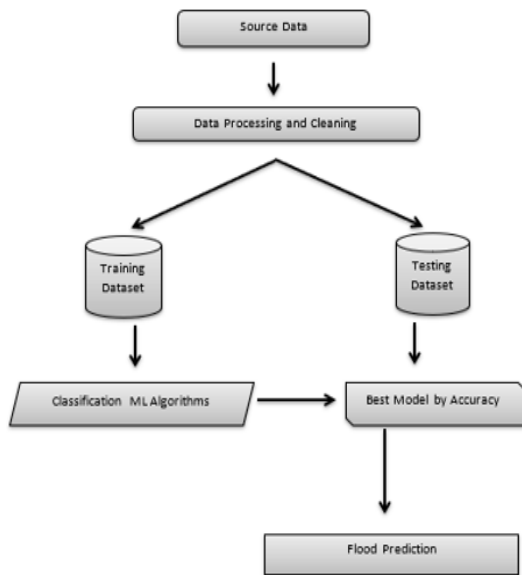 Source Data
Data Processing and Cleaning
Training
Dataset
Testing
Dataset
Classification ML Algorithms
Best Model by Accuracy
Flood Prediction